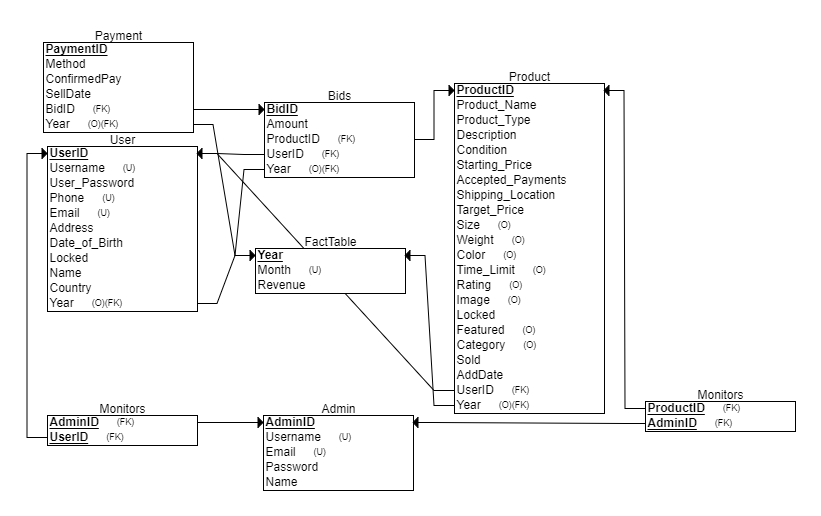 Payment
PaymentID
Method
ConfirmedPay
SellDate
BidID (FK)
Year (O)(FK)
User
UserID
Username (U)
User_Password
Phone (U)
Email (U)
Address
Date_of_Birth
Locked
Name
Country
Year (O)(FK)
Bids
BidID
Amount
ProductID (FK)
UserID (FK)
Year (O)(FK)
FactTable
Year
Month (U)
Revenue
Product
ProductID
Product_Name
Product_Type
Description
Condition
Starting_Price
Accepted_Payments
Shipping_Location
Target_Price
Size (O)
Weight (O)
Color (O)
Time_Limit (O)
Rating (O)
Image (O)
Locked
Featured (O)
Category (O)
Sold
AddDate
UserID (FK)
Year (O)(FK)
Monitors
AdminID (FK)
UserID (FK)
Admin
AdminID
Username (U)
Email (U)
Password
Name
Monitors
ProductID (FK)
AdminID (FK)